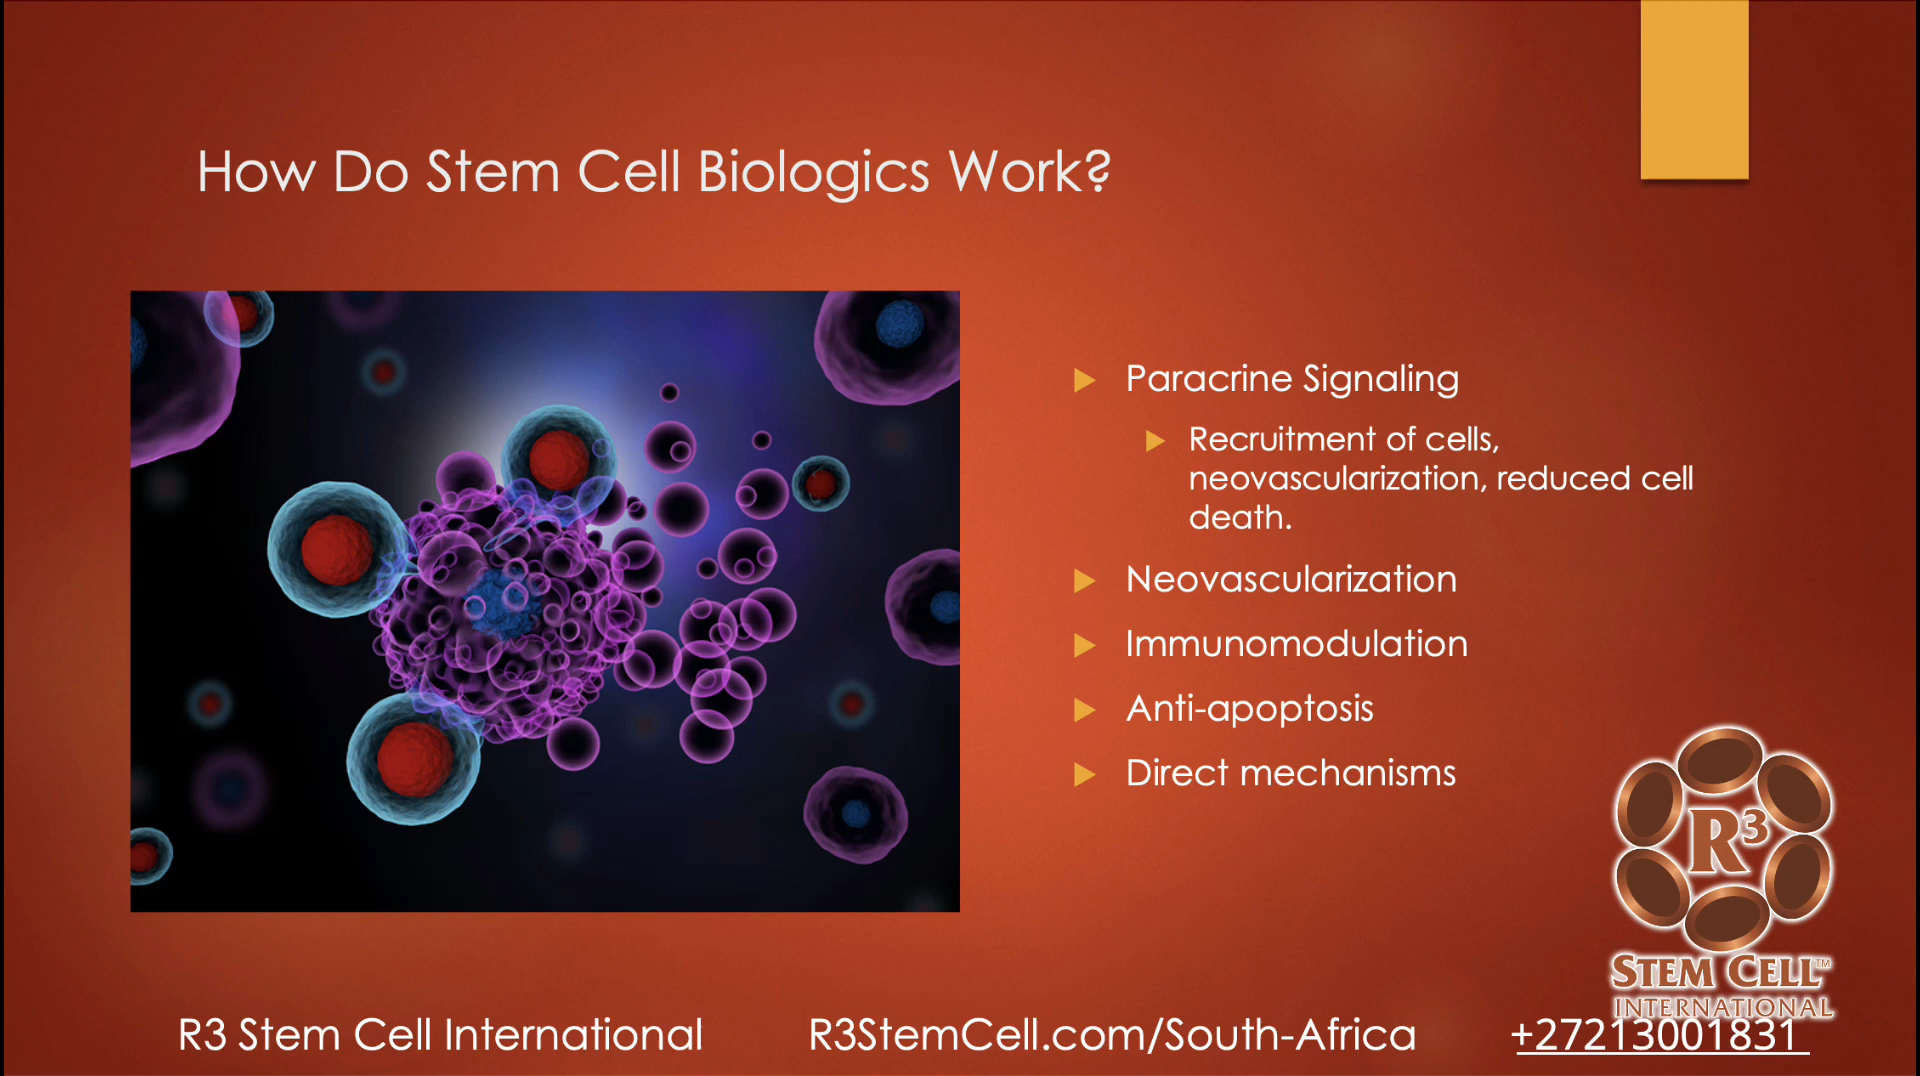 How Do Stem Cell Biologics Work?
Paracrine Signaling
Recruitment of cells,
neovascularization, reduced cell
death.
Neovascularization
Immunomodulation
Anti-apoptosis
Direct mechanisms
R3
STEM CELL™
INTERNATIONAL
R3 Stem Cell International
R3StemCell.com/South-Africa
+27213001831